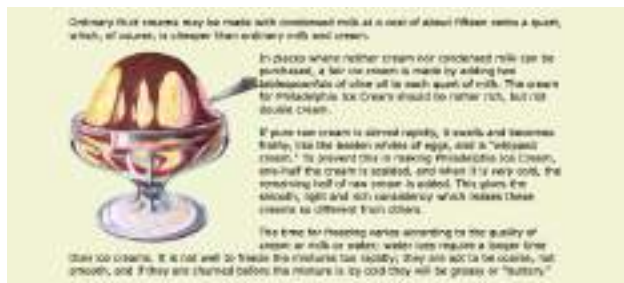 Ordinary fruit creams may be made with condensed milk at a cost of about fifteen cents a quart,
which, of course, is cheaper than ordinary milk and cream.
In places where neither cream nor condensed milk can be
purchased, a fair ice cream is made by adding two
tablespoonfuls of olive oil to each quart of milk. The cream
for Philadelphia Ice Cream should be rather rich, but not
double cream.
If pure raw cream is stirred rapidly, it swells and becomes
frothy, like the beaten whites of eggs, and is "whipped
cream." To prevent this in making Philadelphia Ice Cream,
one-half the cream is scalded, and when it is very cold, the
remaining half of raw cream is added. This gives the
smooth, light and rich consistency which makes these
creams so different from others.
The time for freezing varies according to the quality of
cream or milk or water; water ices require a longer time
than ice creams. It is not well to freeze the mixtures too rapidly; they are apt to be coarse, not
smooth, and if they are churned before the mixture is icy cold they will be greasy or "buttery."